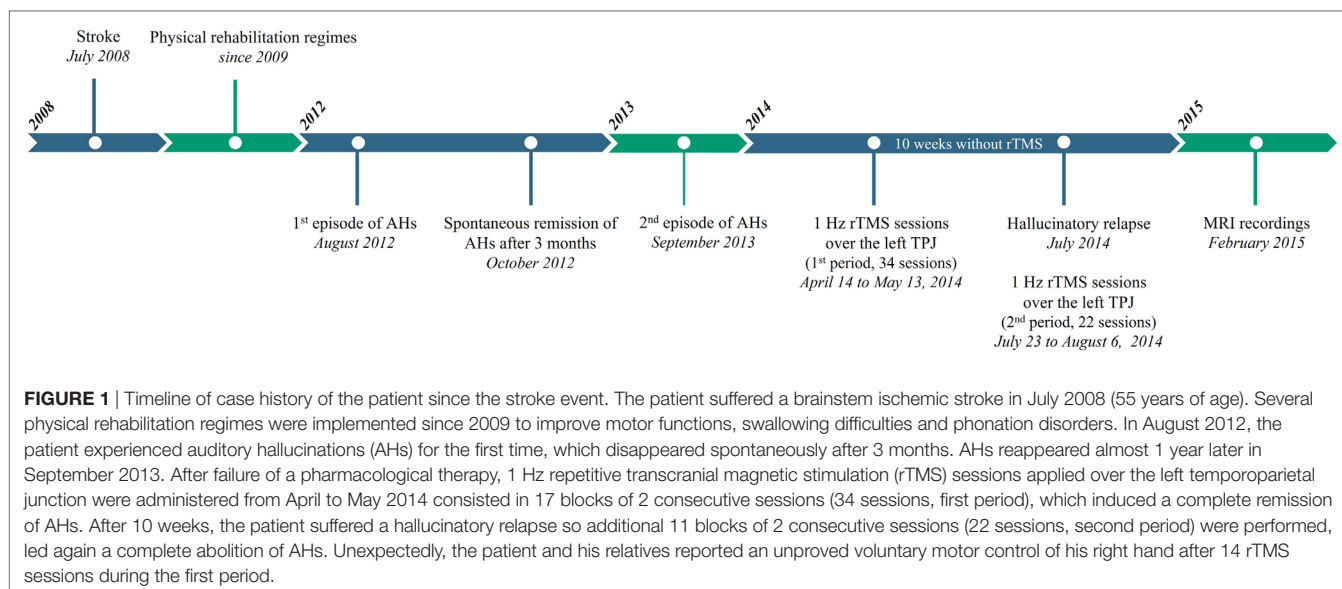 Stroke
July 2008
Physical rehabilitation regimes
since 2009
2008
2012
2013
2014
2015
10 weeks without rTMS
1st episode of AHs
August 2012
Spontaneous remission of
AHs after 3 months
October 2012
2nd episode of AHs
September 2013
1 Hz rTMS sessions
over the left TPJ
(1st period, 34 sessions)
April 14 to May 13, 2014
Hallucinatory relapse
July 2014
1 Hz rTMS sessions
over the left TPJ
(2nd period, 22 sessions)
July 23 to August 6, 2014
MRI recordings
February 2015
FIGURE 1 | Timeline of case history of the patient since the stroke event. The patient suffered a brainstem ischemic stroke in July 2008 (55 years of age). Several
physical rehabilitation regimes were implemented since 2009 to improve motor functions, swallowing difficulties and phonation disorders. In August 2012, the
patient experienced auditory hallucinations (AHs) for the first time, which disappeared spontaneously after 3 months. AHs reappeared almost 1 year later in
September 2013. After failure of a pharmacological therapy, 1 Hz repetitive transcranial magnetic stimulation (rTMS) sessions applied over the left temporoparietal
junction were administered from April to May 2014 consisted in 17 blocks of 2 consecutive sessions (34 sessions, first period), which induced a complete remission
of AHs. After 10 weeks, the patient suffered a hallucinatory relapse so additional 11 blocks of 2 consecutive sessions (22 sessions, second period) were performed,
led again a complete abolition of AHs. Unexpectedly, the patient and his relatives reported an unproved voluntary motor control of his right hand after 14 rTMS
sessions during the first period.